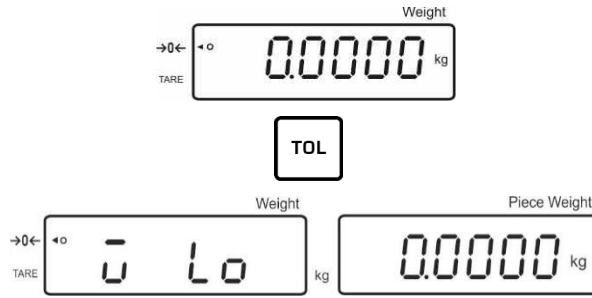 Weight
→0← ◄ o 0.0000 kg
TARE
TOL
Weight Piece Weight
→0← ◄ o Lo kg 0.0000 kg
TARE